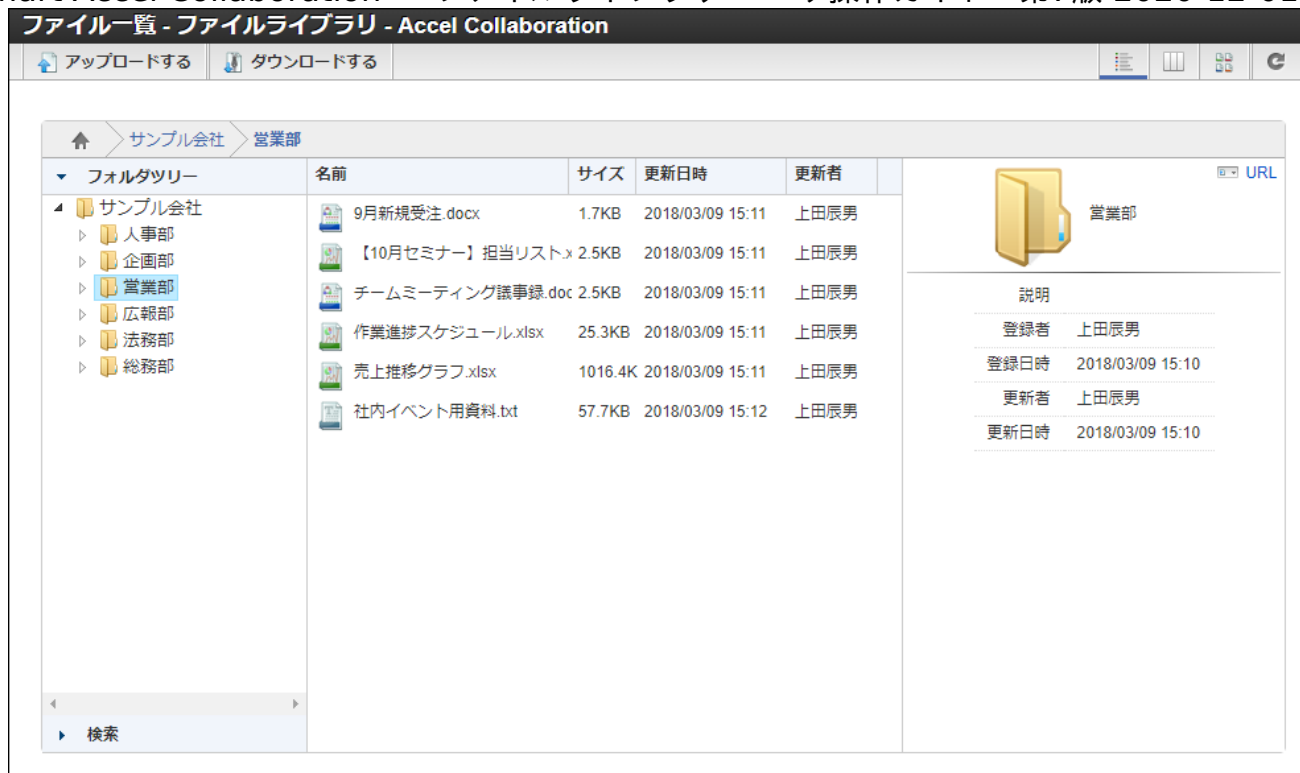 ファイル一覧 - ファイルライブラリ - Accel Collaboration
アップロードする ダウンロードする
サンプル会社 営業部
フォルダツリー
サンプル会社
人事部
企画部
営業部
広報部
法務部
総務部
検索
名前 サイズ 更新日時 更新者
9月新規受注.docx 1.7KB 2018/03/09 15:11 上田辰男
【10月セミナー】担当リスト.x 2.5KB 2018/03/09 15:11 上田辰男
チームミーティング議事録.doc 2.5KB 2018/03/09 15:11 上田辰男
作業進捗スケジュール.xlsx 25.3KB 2018/03/09 15:11 上田辰男
売上推移グラフ.xlsx 1016.4K 2018/03/09 15:11 上田辰男
社内イベント用資料.txt 57.7KB 2018/03/09 15:12 上田辰男
URL
営業部
説明
登録者 上田辰男
登録日時 2018/03/09 15:10
更新者 上田辰男
更新日時 2018/03/09 15:10